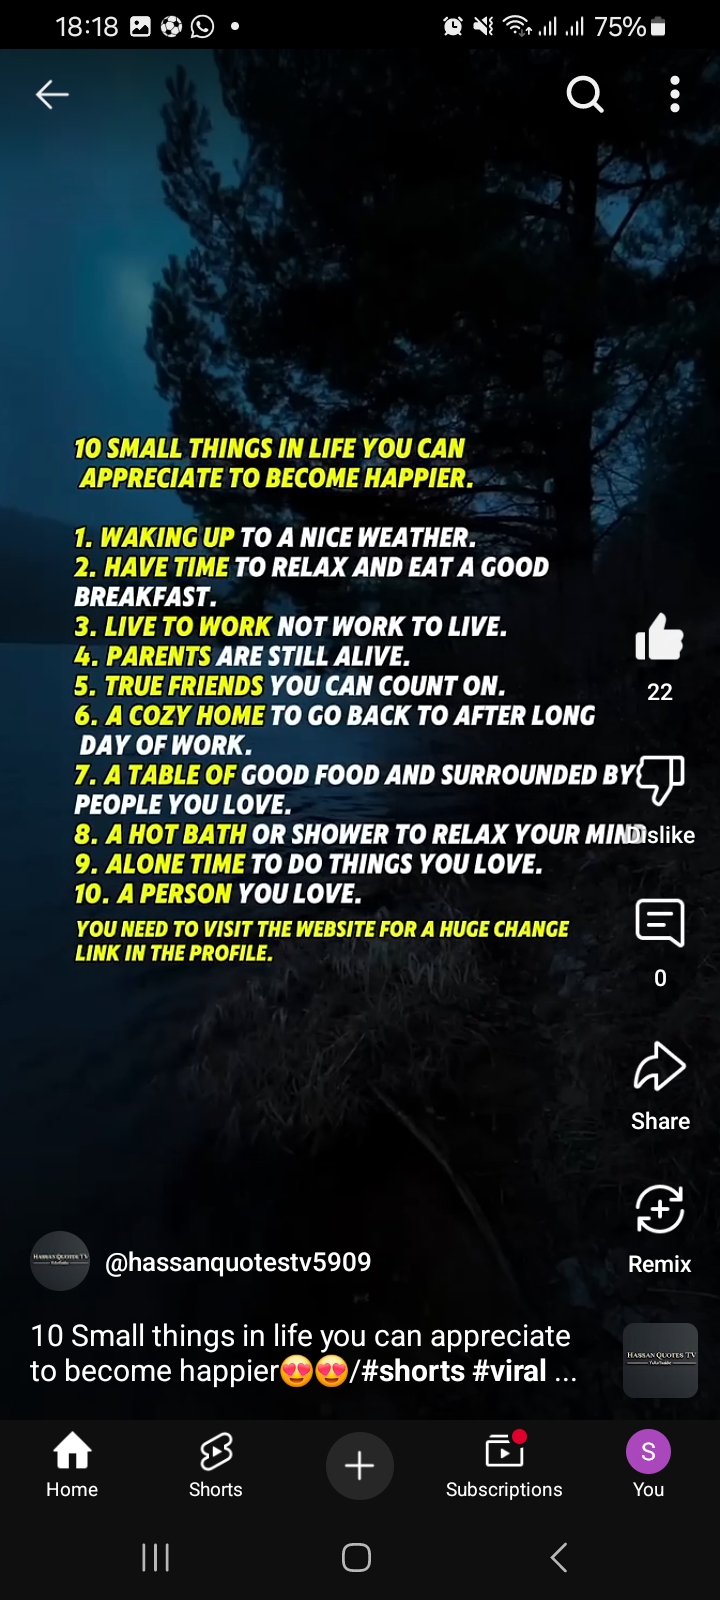 18:18
75%
10 SMALL THINGS IN LIFE YOU CAN
APPRECIATE TO BECOME HAPPIER.
1. WAKING UP TO A NICE WEATHER.
2. HAVE TIME TO RELAX AND EAT A GOOD
BREAKFAST.
3. LIVE TO WORK NOT WORK TO LIVE.
4. PARENTS ARE STILL ALIVE.
5. TRUE FRIENDS YOU CAN COUNT ON.
6. A COZY HOME TO GO BACK TO AFTER LONG
DAY OF WORK.
7. A TABLE OF GOOD FOOD AND SURROUNDED BY
PEOPLE YOU LOVE.
8. A HOT BATH OR SHOWER TO RELAX YOUR MIND
9. ALONE TIME TO DO THINGS YOU LOVE.
10. A PERSON YOU LOVE.
YOU NEED TO VISIT THE WEBSITE FOR A HUGE CHANGE
LINK IN THE PROFILE.
22
Dislike
0
Share
Remix
HASSAN QUOTES TV
@hassanquotestv5909
10 Small things in life you can appreciate
to become happier😍😍/#shorts #viral ...
HASSAN QUOTES TV
Home
Shorts
Subscriptions
S
You